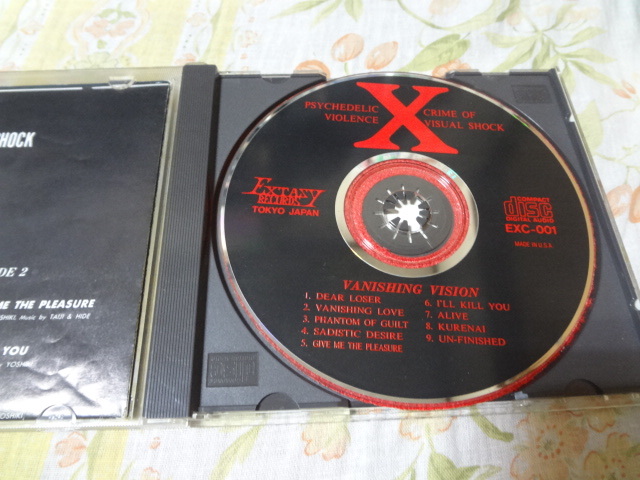 SHOCK
DE 2
ME THE PLEASURE
Music by TAIJI & HIDE
YOU
PSYCHEDELIC
VIOLENCE
X
CRIME OF
VISUAL SHOCK
EXTASY
RECORDS
TOKYO JAPAN
COMPACT
disc
DIGITAL AUDIO
EXC-001
MADE IN U.S.A.
VANISHING VISION
1. DEAR LOSER
2. VANISHING LOVE
3. PHANTOM OF GUILT
4. SADISTIC DESIRE
5. GIVE ME THE PLEASURE
6. I'LL KILL YOU
7. ALIVE
8. KURENAI
9. UN-FINISHED